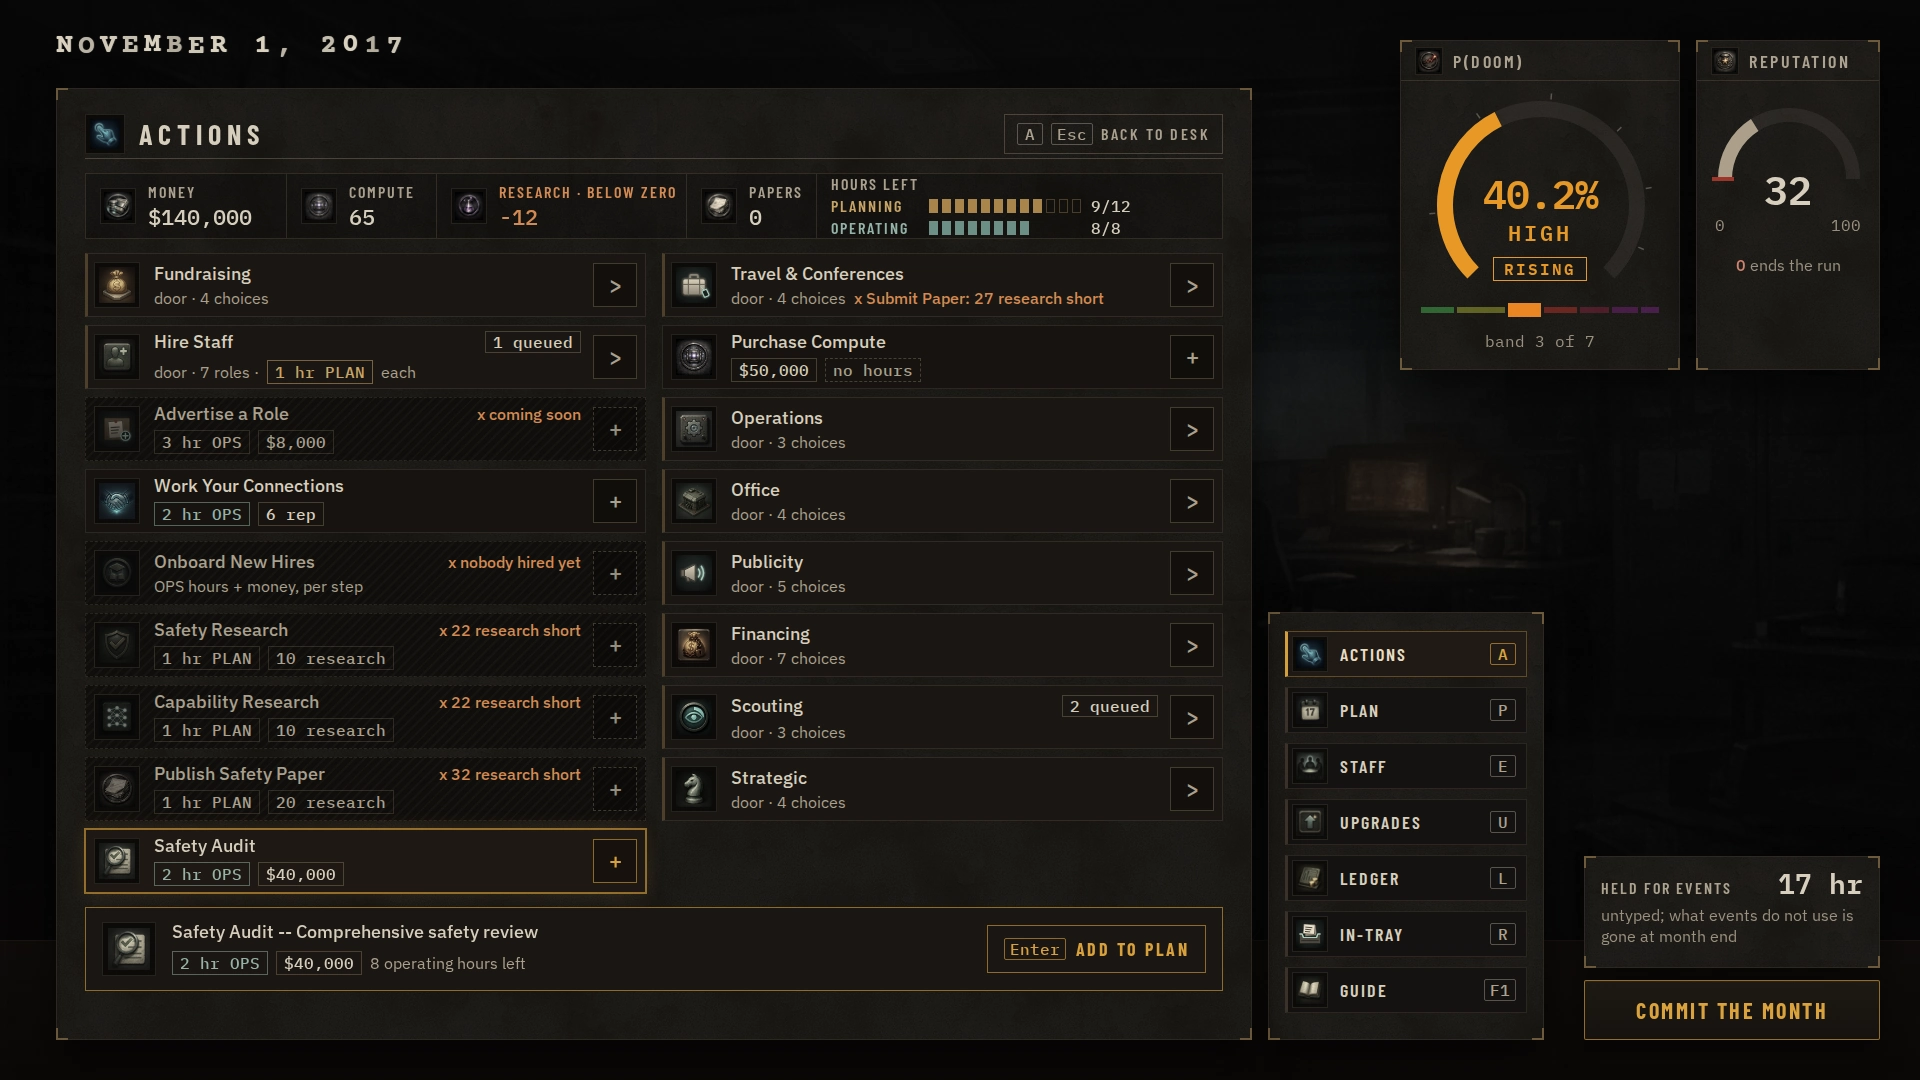 NOVEMBER 1, 2017
ACTIONS
A Esc BACK TO DESK
MONEY
$140,000
COMPUTE
65
RESEARCH · BELOW ZERO
-12
PAPERS
0
HOURS LEFT
PLANNING 9/12
OPERATING 8/8
Fundraising
door · 4 choices
>
Hire Staff
1 queued
door · 7 roles · 1 hr PLAN each
>
Advertise a Role
x coming soon
3 hr OPS $8,000
+
Work Your Connections
2 hr OPS 6 rep
+
Onboard New Hires
x nobody hired yet
OPS hours + money, per step
+
Safety Research
x 22 research short
1 hr PLAN 10 research
+
Capability Research
x 22 research short
1 hr PLAN 10 research
+
Publish Safety Paper
x 32 research short
1 hr PLAN 20 research
+
Safety Audit
2 hr OPS $40,000
+
Travel & Conferences
door · 4 choices x Submit Paper: 27 research short
>
Purchase Compute
$50,000 no hours
+
Operations
door · 3 choices
>
Office
door · 4 choices
>
Publicity
door · 5 choices
>
Financing
door · 7 choices
>
Scouting
2 queued
door · 3 choices
>
Strategic
door · 4 choices
>
Safety Audit -- Comprehensive safety review
2 hr OPS $40,000 8 operating hours left
Enter ADD TO PLAN
P(DOOM)
40.2%
HIGH
RISING
band 3 of 7
REPUTATION
32
0 100
0 ends the run
ACTIONS A
17
PLAN P
STAFF E
UPGRADES U
LEDGER L
IN-TRAY R
GUIDE F1
HELD FOR EVENTS 17 hr
untyped; what events do not use is
gone at month end
COMMIT THE MONTH